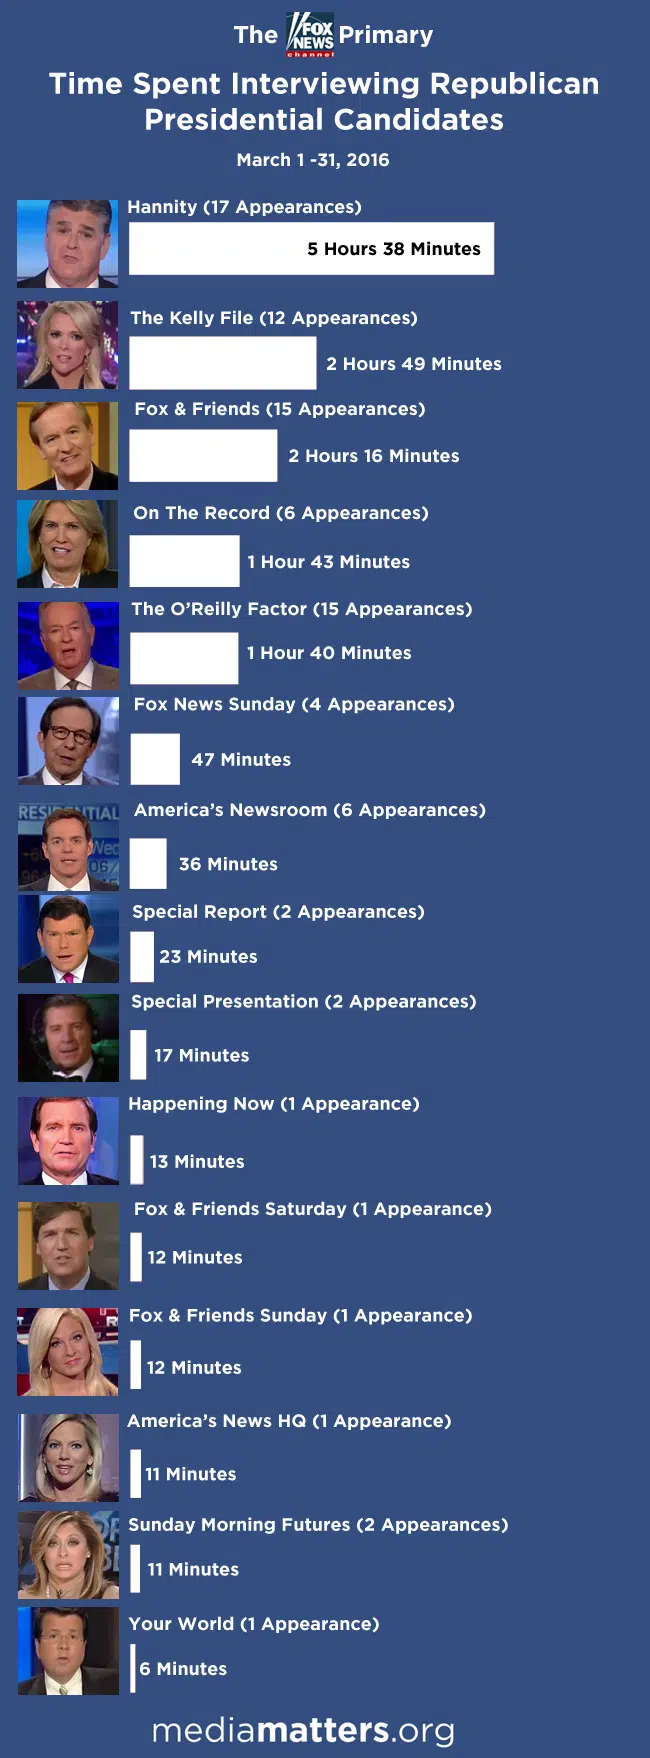 The FOX NEWS channel Primary
Time Spent Interviewing Republican
Presidential Candidates
March 1 -31, 2016
Hannity (17 Appearances)
5 Hours 38 Minutes
The Kelly File (12 Appearances)
2 Hours 49 Minutes
Fox & Friends (15 Appearances)
2 Hours 16 Minutes
On The Record (6 Appearances)
1 Hour 43 Minutes
The O’Reilly Factor (15 Appearances)
1 Hour 40 Minutes
Fox News Sunday (4 Appearances)
47 Minutes
America’s Newsroom (6 Appearances)
RESIDENTIAL
36 Minutes
Special Report (2 Appearances)
23 Minutes
Special Presentation (2 Appearances)
17 Minutes
Happening Now (1 Appearance)
13 Minutes
Fox & Friends Saturday (1 Appearance)
12 Minutes
Fox & Friends Sunday (1 Appearance)
12 Minutes
America’s News HQ (1 Appearance)
11 Minutes
Sunday Morning Futures (2 Appearances)
11 Minutes
Your World (1 Appearance)
6 Minutes
mediamatters.org